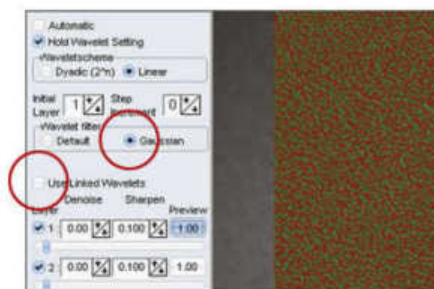 Automatic
Hold Wavelet Setting
Waveletscheme
Dyadic (2^n) Linear
Initial Layer 1 Step Increment 0
Wavelet filter
Default Gaussian
Use Linked Wavelets
Layer Denoise Sharpen Preview
1 0.00 0.100 1.00
2 0.00 0.100 1.00